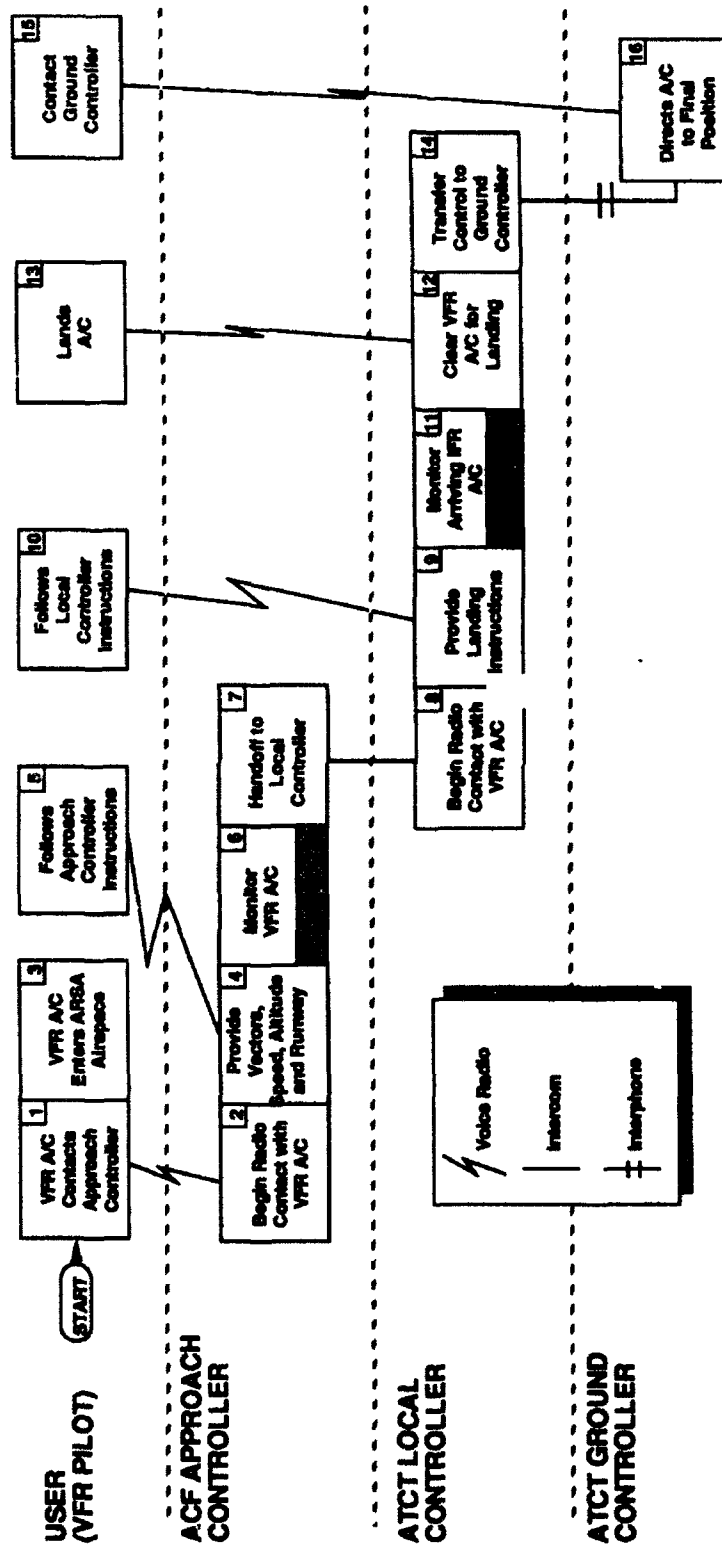 USER
(VFR PILOT)
START
1
VFR A/C
Contacts
Approach
Controller
3
VFR A/C
Enters ARSA
Airspace
5
Follows
Approach
Controller
Instructions
10
Follows
Local
Controller
Instructions
13
Lands
A/C
15
Contact
Ground
Controller
ACF APPROACH
CONTROLLER
2
Begin Radio
Contact with
VFR A/C
4
Provide
Vectors,
Speed, Altitude
and Runway
6
Monitor
VFR A/C
7
Handoff to
Local
Controller
ATCT LOCAL
CONTROLLER
8
Begin Radio
Contact with
VFR A/C
9
Provide
Landing
Instructions
11
Monitor
Arriving IFR
A/C
12
Clear VFR
A/C for
Landing
14
Transfer
Control to
Ground
Controller
ATCT GROUND
CONTROLLER
16
Directs A/C
to Final
Position
Voice Radio
Intercom
Interphone